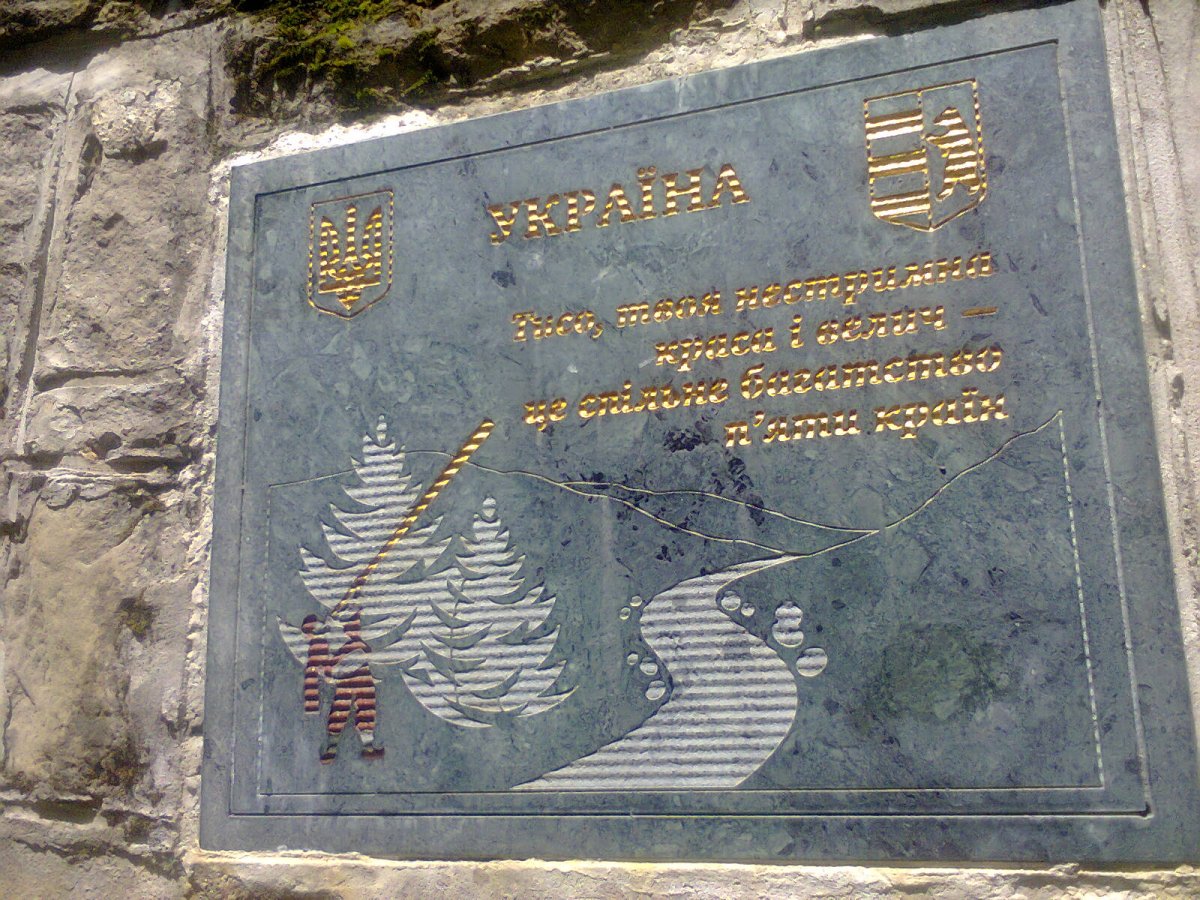 УКРАЇНА
Тисо, твоя нестримна
краса і велич –
це спільне багатство
п'яти країн